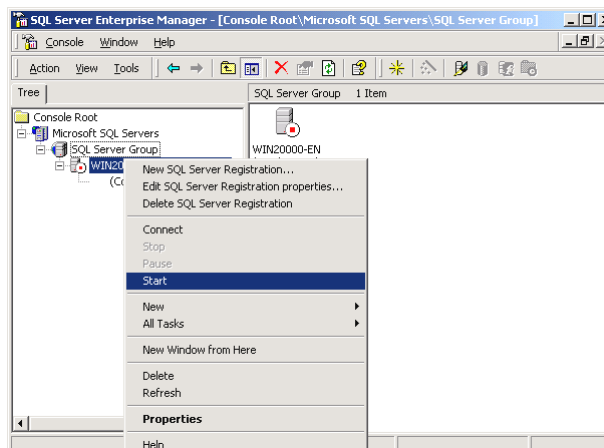 SQL Server Enterprise Manager - [Console Root\Microsoft SQL Servers\SQL Server Group]
Console Window Help
Action View Tools
Tree
SQL Server Group 1 Item
Console Root
Microsoft SQL Servers
SQL Server Group
WIN20
(Co
WIN20000-EN
New SQL Server Registration...
Edit SQL Server Registration properties...
Delete SQL Server Registration
Connect
Stop
Pause
Start
New
All Tasks
New Window from Here
Delete
Refresh
Properties
Help